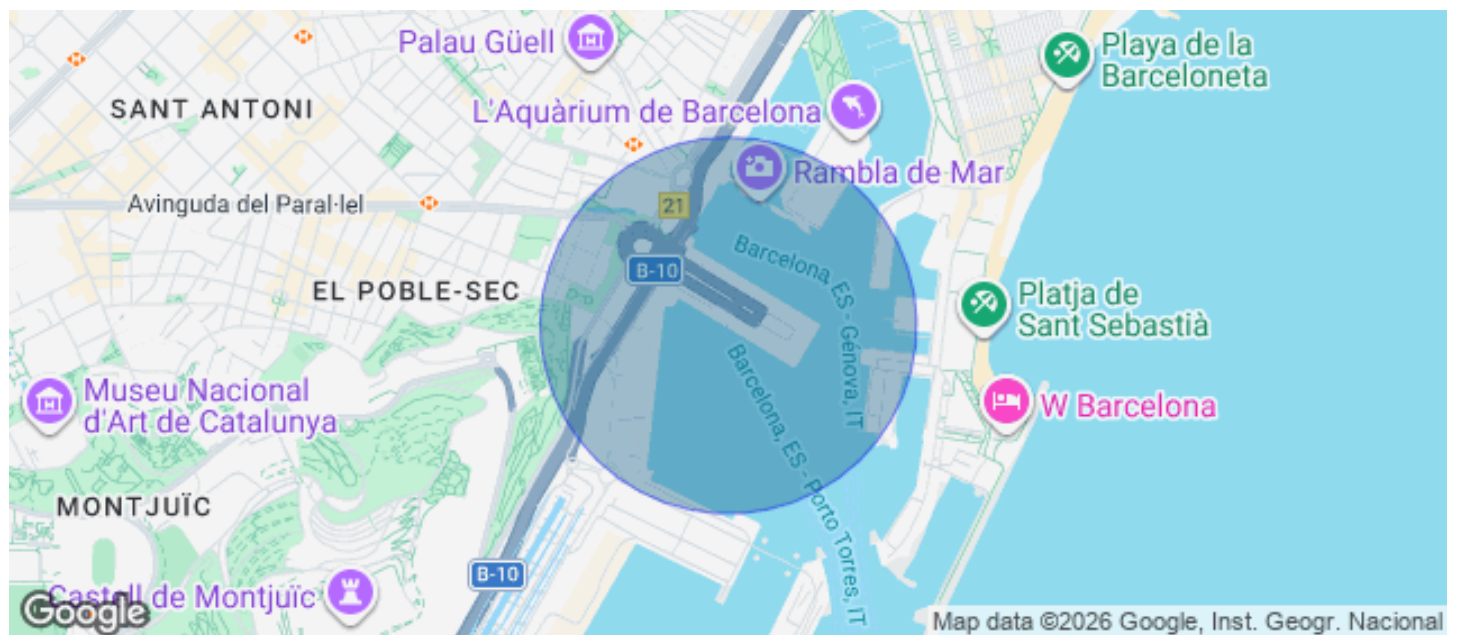 Palau Güell
Playa de la
Barceloneta
SANT ANTONI
L'Aquàrium de Barcelona
Rambla de Mar
Avinguda del Paral·lel
21
Barcelona, ES - Génova, IT
B-10
EL POBLE-SEC
Platja de
Sant Sebastià
Barcelona, ES - Porto Torres, IT
Museu Nacional
d'Art de Catalunya
W Barcelona
MONTJUÏC
B-10
Castell de Montjuïc
Google
Map data ©2026 Google, Inst. Geogr. Nacional